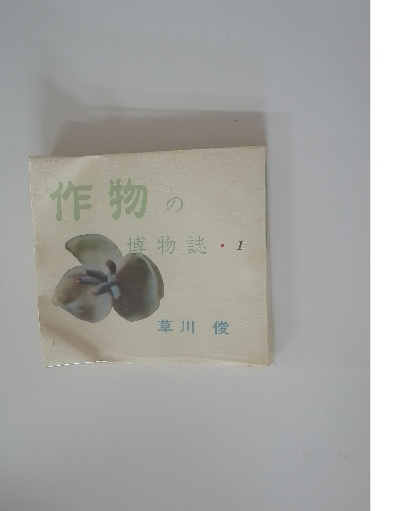 作物の
博物誌・1
草川 俊